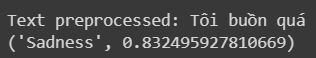 Text preprocessed: Tôi buồn quá
('Sadness', 0.832495927810669)